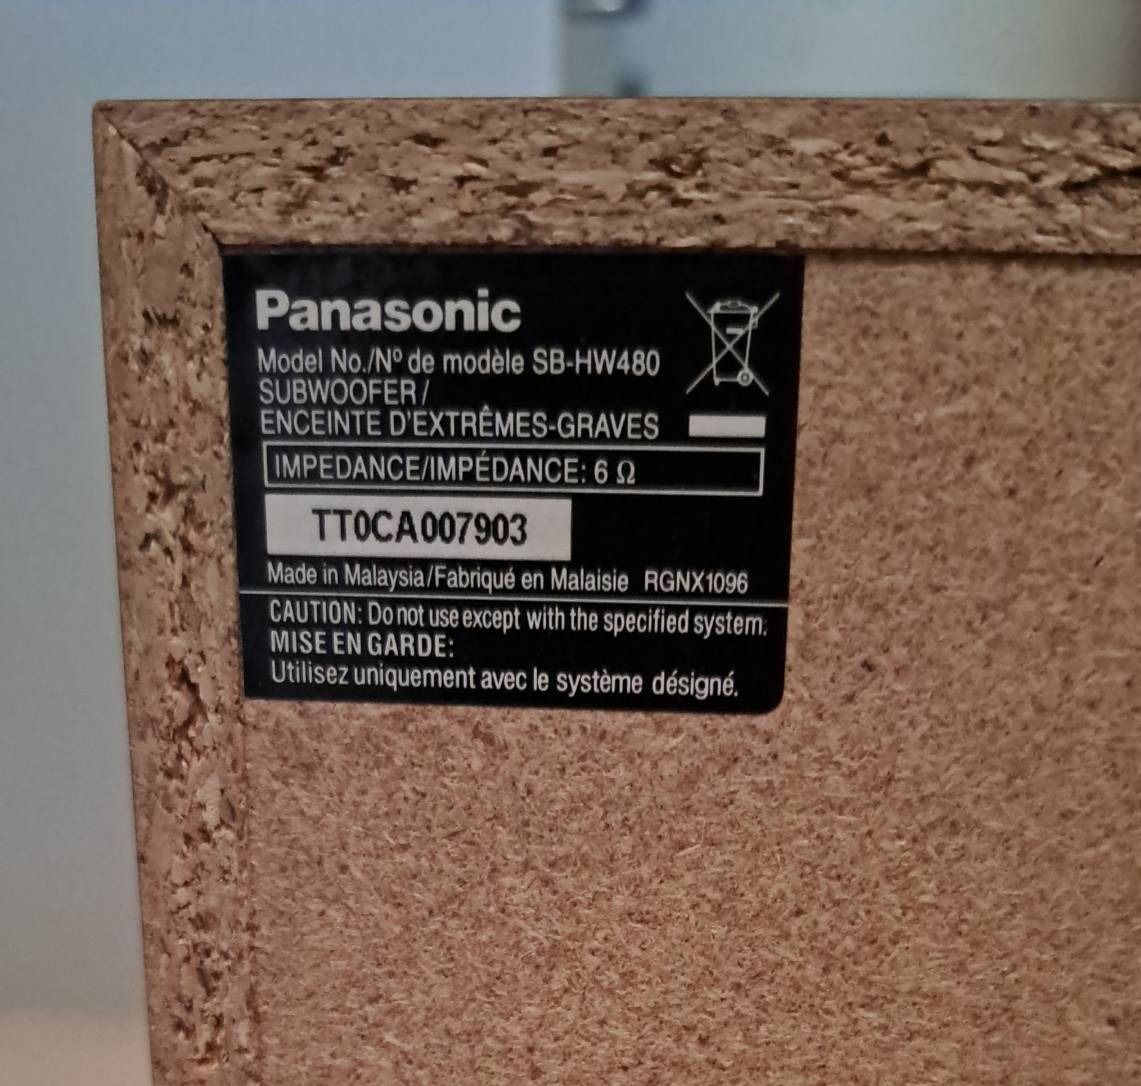 Panasonic
Model No./Nº de modèle SB-HW480
SUBWOOFER/
ENCEINTE D'EXTRÊMES-GRAVES
IMPEDANCE/IMPÉDANCE: 6 Ω
TT0CA007903
Made in Malaysia/Fabriqué en Malaisie RGNX1096
CAUTION: Do not use except with the specified system.
MISE EN GARDE:
Utilisez uniquement avec le système désigné.